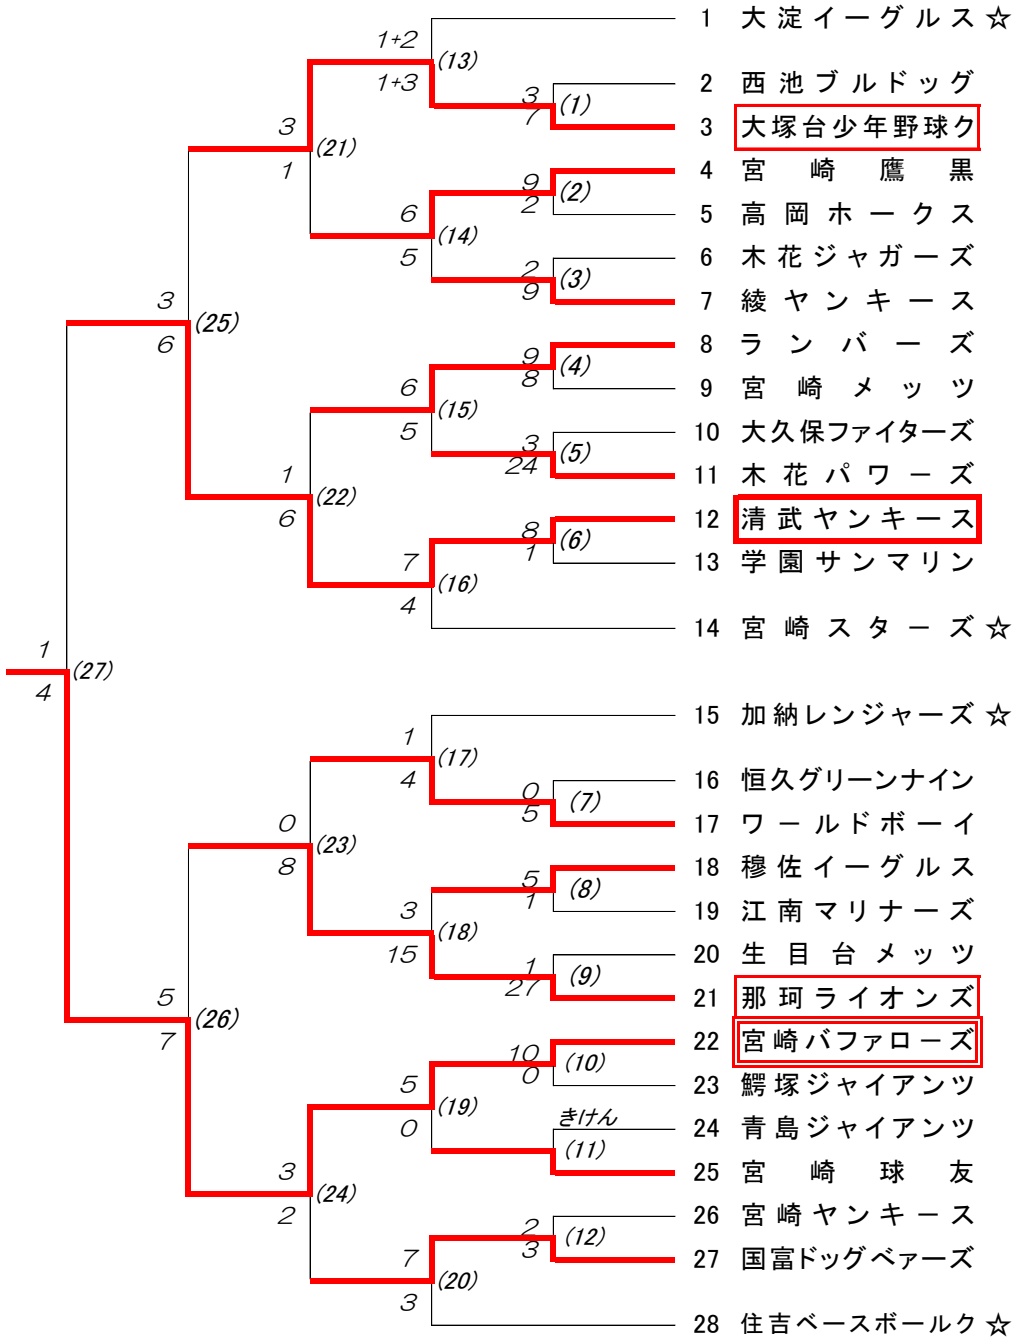 1 大淀イーグルス ☆
1+2
(13)
1+3
2 西池ブルドッグ
3
(1)
7
3 大塚台少年野球ク
3
(21)
1
4 宮崎鷹黒
9
(2)
2
5 高岡ホークス
6
(14)
5
6 木花ジャガーズ
2
(3)
9
7 綾ヤンキース
3
(25)
6
8 ランバーズ
9
(4)
8
9 宮崎メッツ
6
(15)
5
10 大久保ファイターズ
3
(5)
24
11 木花パワーズ
1
(22)
6
12 清武ヤンキース
8
(6)
1
13 学園サンマリン
7
(16)
4
14 宮崎スターズ ☆
1
(27)
4
15 加納レンジャーズ ☆
1
(17)
4
16 恒久グリーンナイン
0
(7)
5
17 ワールドボーイ
0
(23)
8
18 穆佐イーグルス
5
(8)
1
19 江南マリナーズ
3
(18)
15
20 生目台メッツ
1
(9)
27
21 那珂ライオンズ
5
(26)
7
22 宮崎バファローズ
10
(10)
0
23 鰐塚ジャイアンツ
5
(19)
0
きけん
24 青島ジャイアンツ
(11)
25 宮崎球友
3
(24)
2
26 宮崎ヤンキース
2
(12)
3
27 国富ドッグベァーズ
7
(20)
3
28 住吉ベースボールク ☆